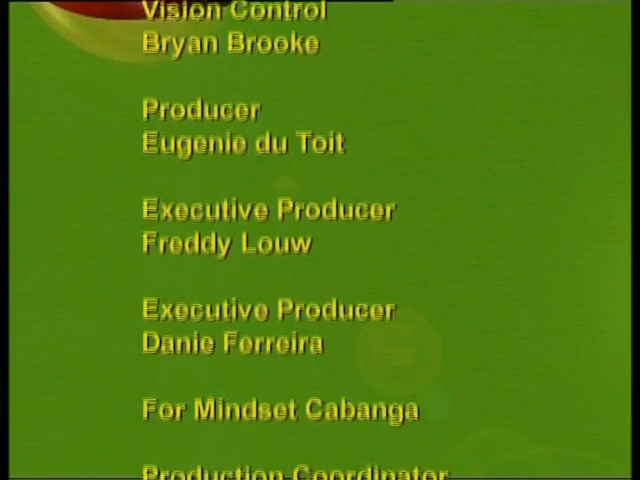 Vision Control
Bryan Brooke
Producer
Eugenie du Toit
Executive Producer
Freddy Louw
Executive Producer
Danie Ferreira
For Mindset Cabanga
Production Coordinator